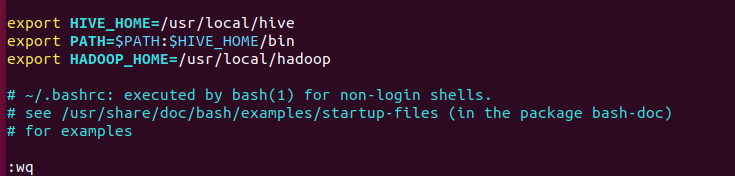 export HIVE_HOME=/usr/local/hive
export PATH=$PATH:$HIVE_HOME/bin
export HADOOP_HOME=/usr/local/hadoop
# ~/.bashrc: executed by bash(1) for non-login shells.
# see /usr/share/doc/bash/examples/startup-files (in the package bash-doc)
# for examples
:wq